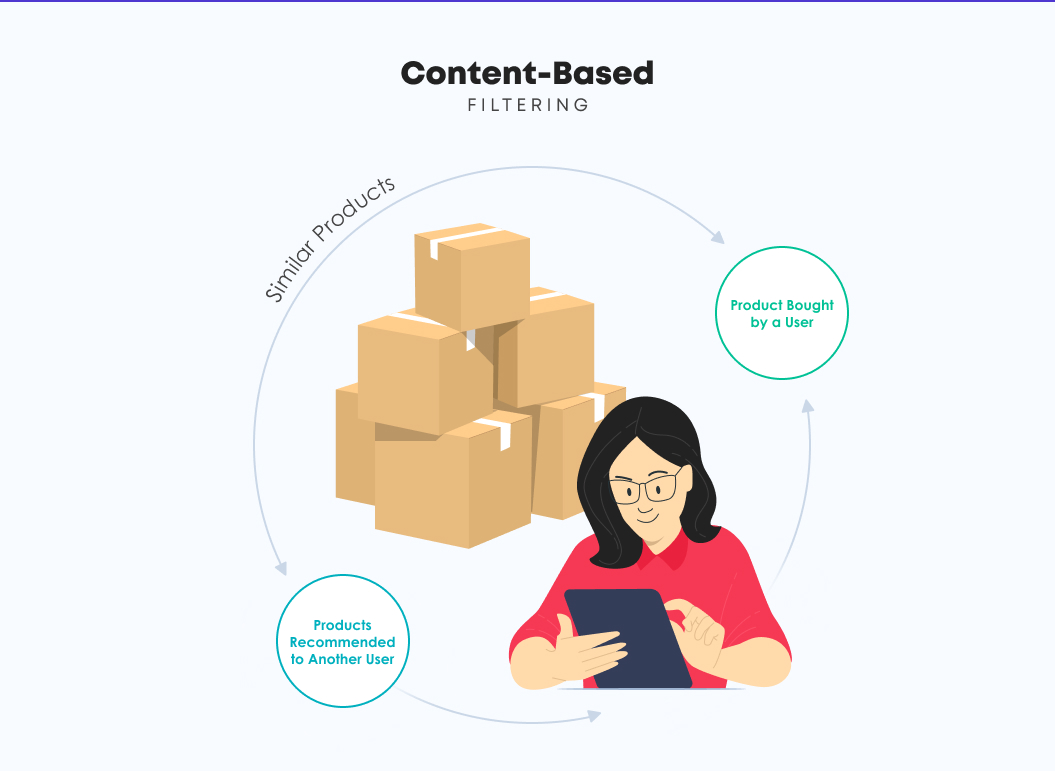 Content-Based
FILTERING
Similar Products
Product Bought
by a User
Products
Recommended
to Another User